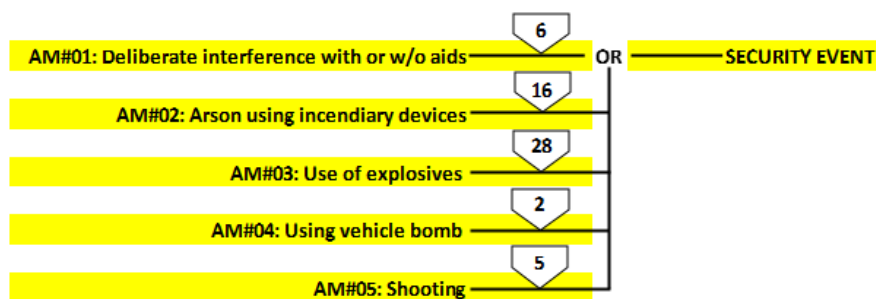 6
AM#01: Deliberate interference with or w/o aids OR SECURITY EVENT
16
AM#02: Arson using incendiary devices
28
AM#03: Use of explosives
2
AM#04: Using vehicle bomb
5
AM#05: Shooting